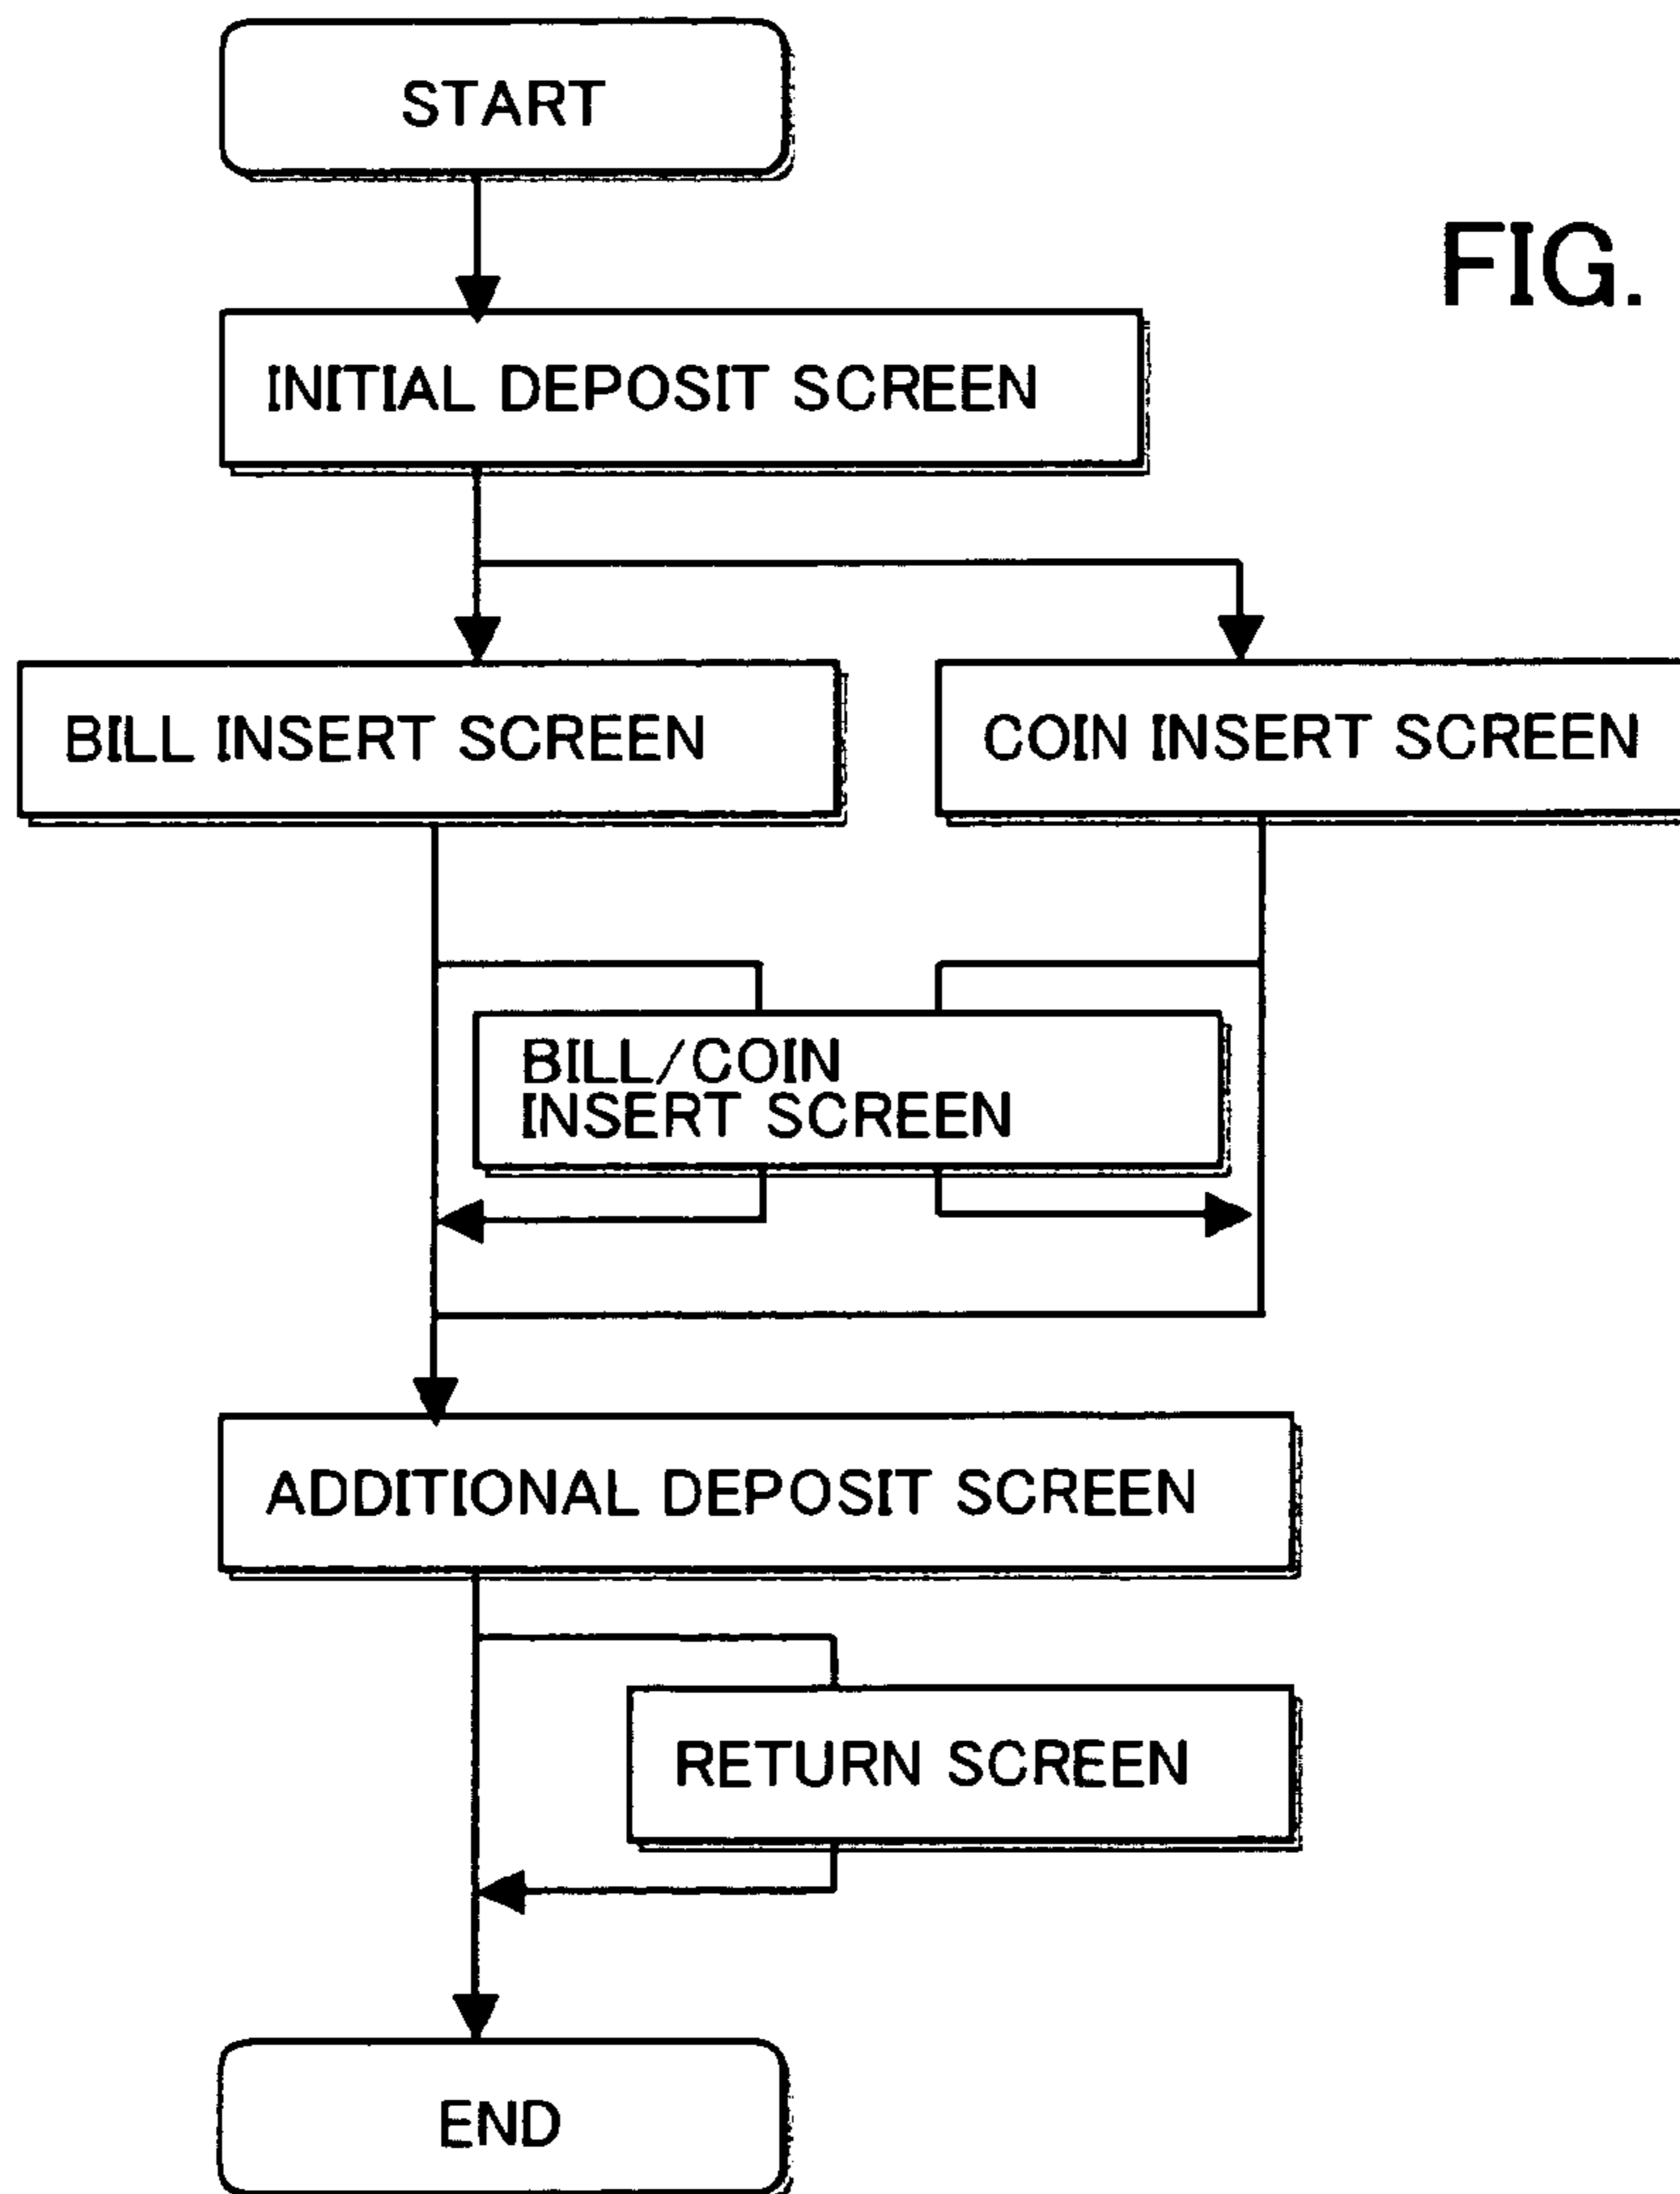 START
FIG.
INITIAL DEPOSIT SCREEN
BILL INSERT SCREEN
COIN INSERT SCREEN
BILL/COIN
INSERT SCREEN
ADDITIONAL DEPOSIT SCREEN
RETURN SCREEN
END